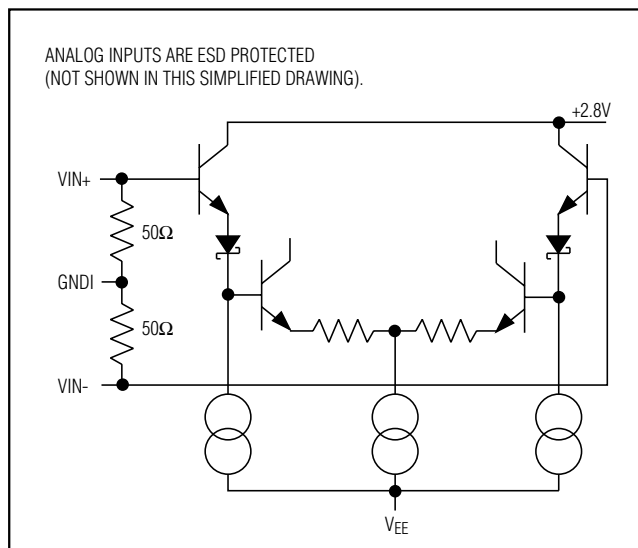 ANALOG INPUTS ARE ESD PROTECTED
(NOT SHOWN IN THIS SIMPLIFIED DRAWING).
+2.8V
VIN+
50Ω
GNDI
50Ω
VIN-
VEE